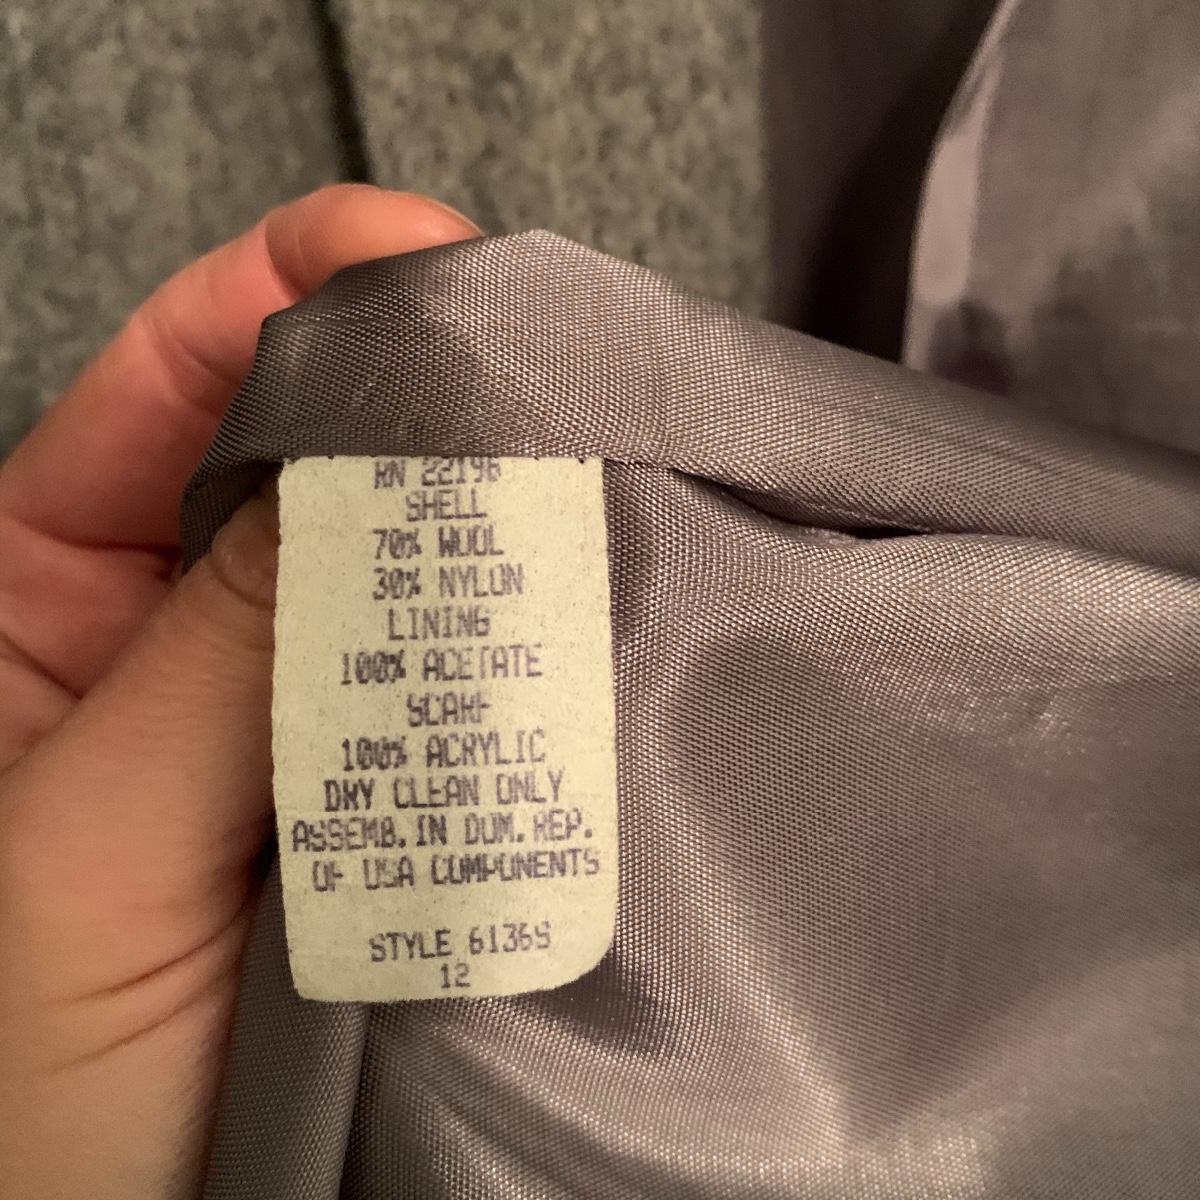 RN 22196
SHELL
70% WOOL
30% NYLON
LINING
100% ACETATE
SCARF
100% ACRYLIC
DRY CLEAN ONLY
ASSEMB. IN DOM. REP.
OF USA COMPONENTS
STYLE 6136S
12